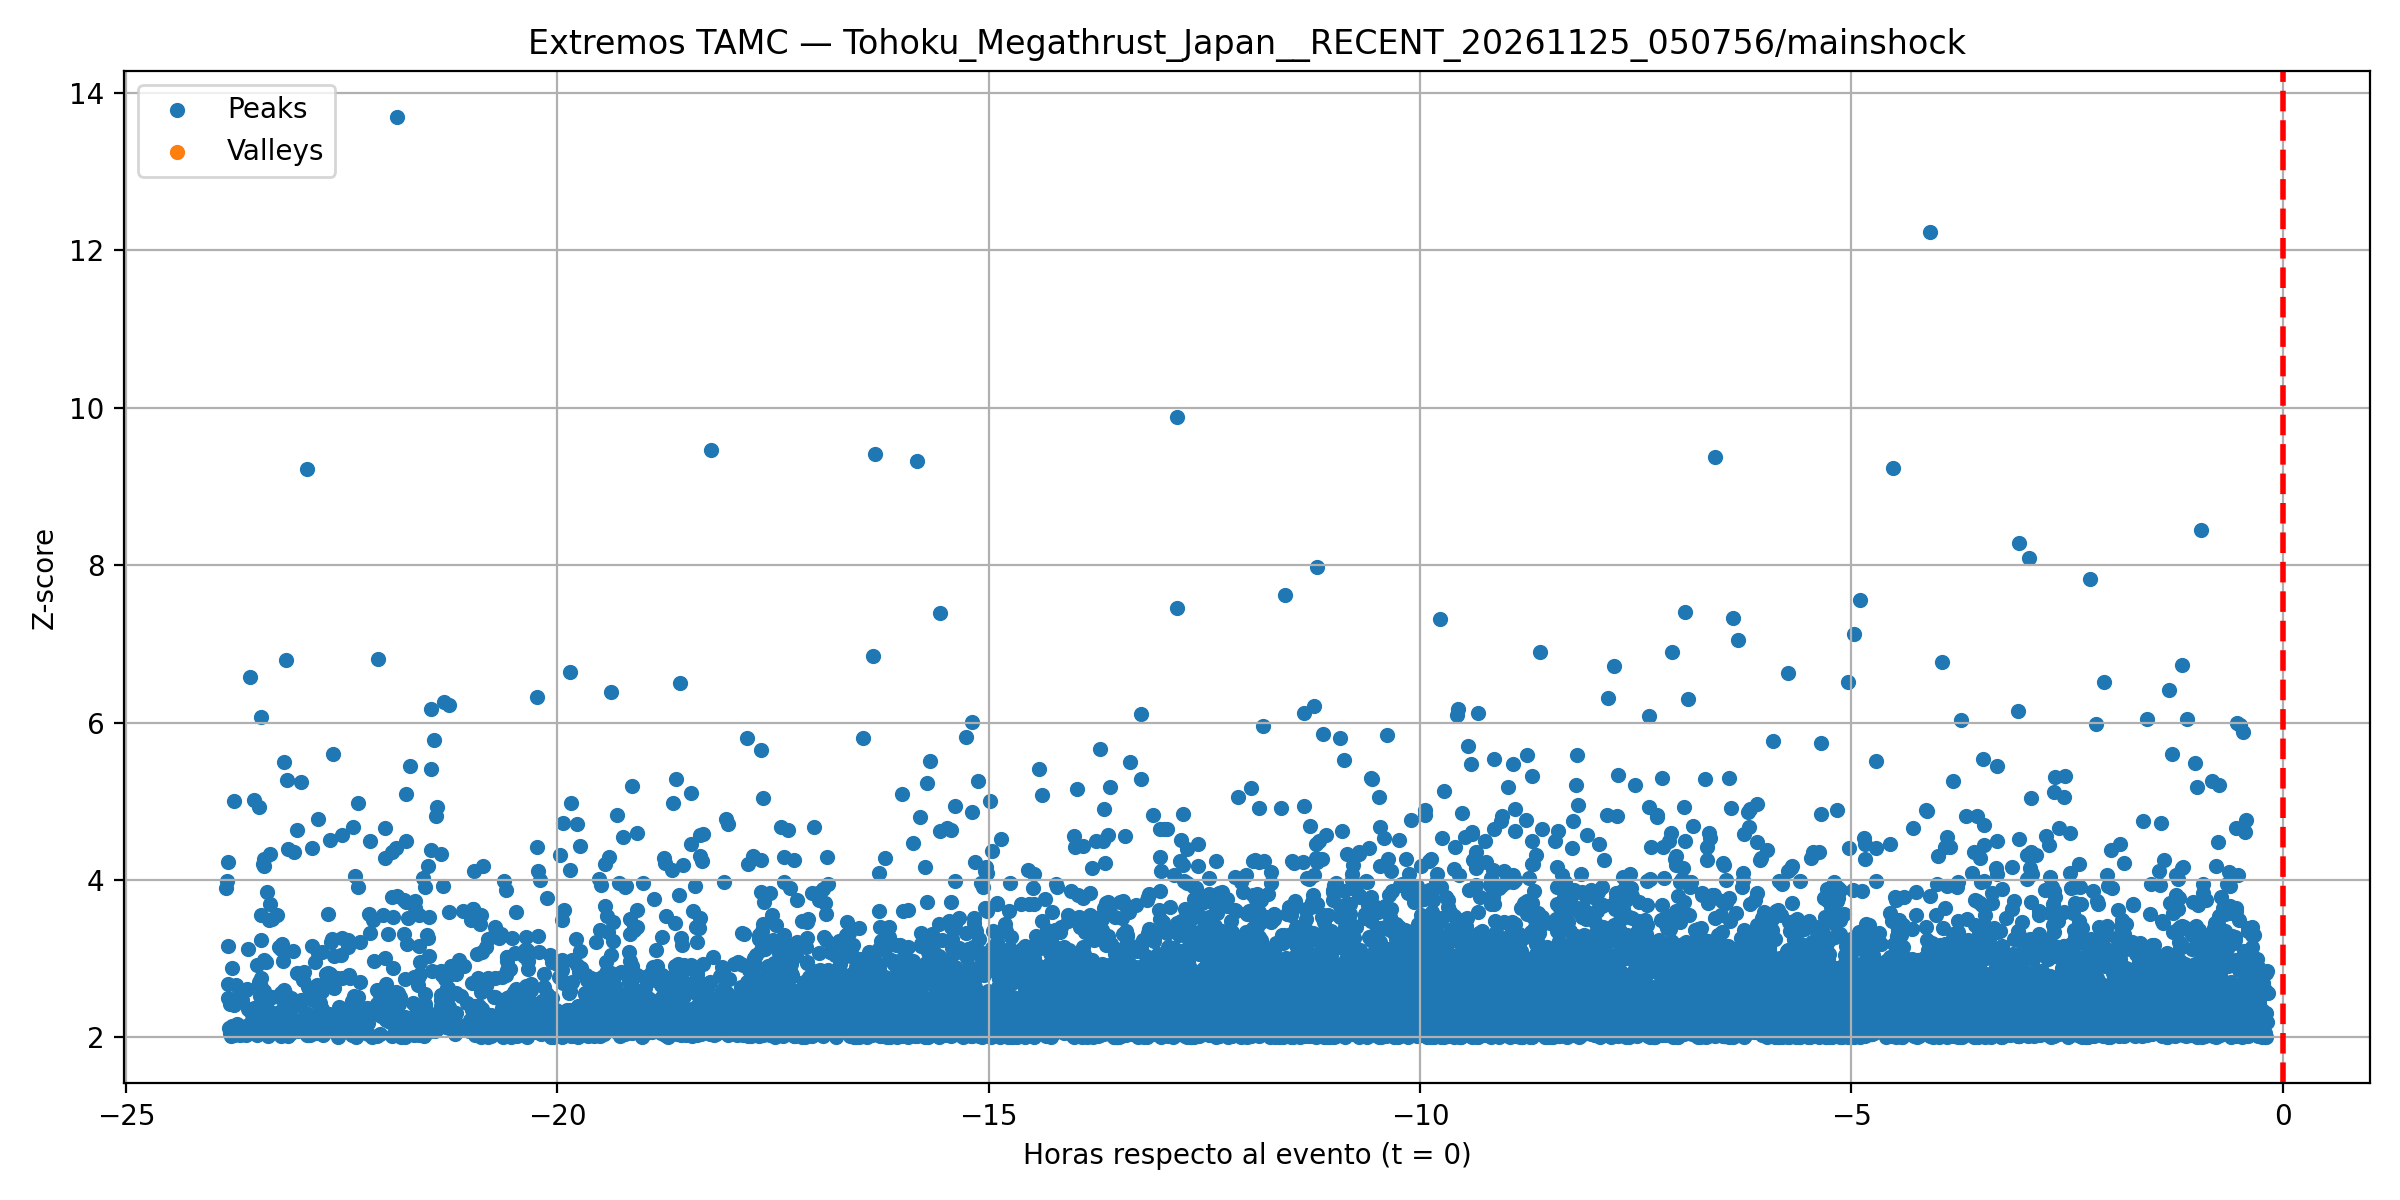 Extremos TAMC — Tohoku_Megathrust_Japan__RECENT_20261125_050756/mainshock
Peaks
Valleys
14
12
10
8
6
4
2
Z-score
−25
−20
−15
−10
−5
0
Horas respecto al evento (t = 0)